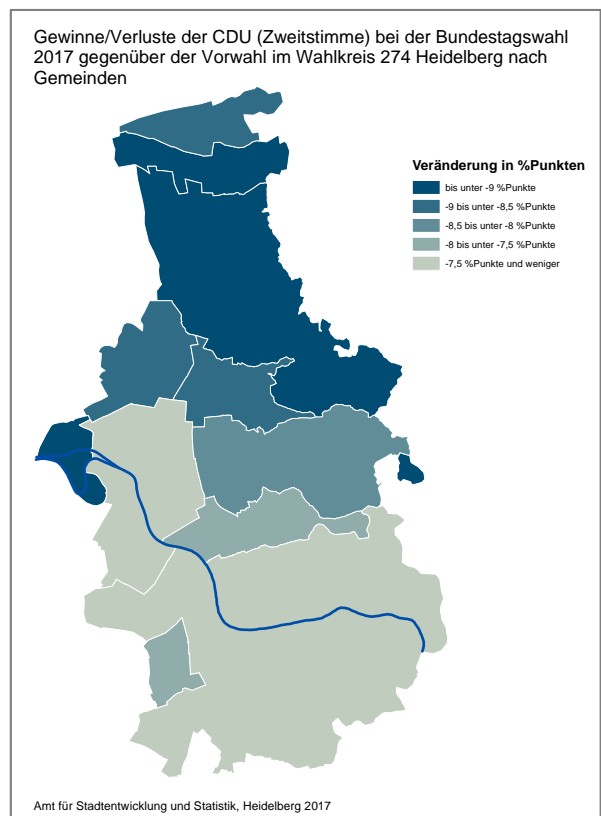 Gewinne/Verluste der CDU (Zweitstimme) bei der Bundestagswahl
2017 gegenüber der Vorwahl im Wahlkreis 274 Heidelberg nach
Gemeinden
Veränderung in %Punkten
bis unter -9 %Punkte
-9 bis unter -8,5 %Punkte
-8,5 bis unter -8 %Punkte
-8 bis unter -7,5 %Punkte
-7,5 %Punkte und weniger
Amt für Stadtentwicklung und Statistik, Heidelberg 2017